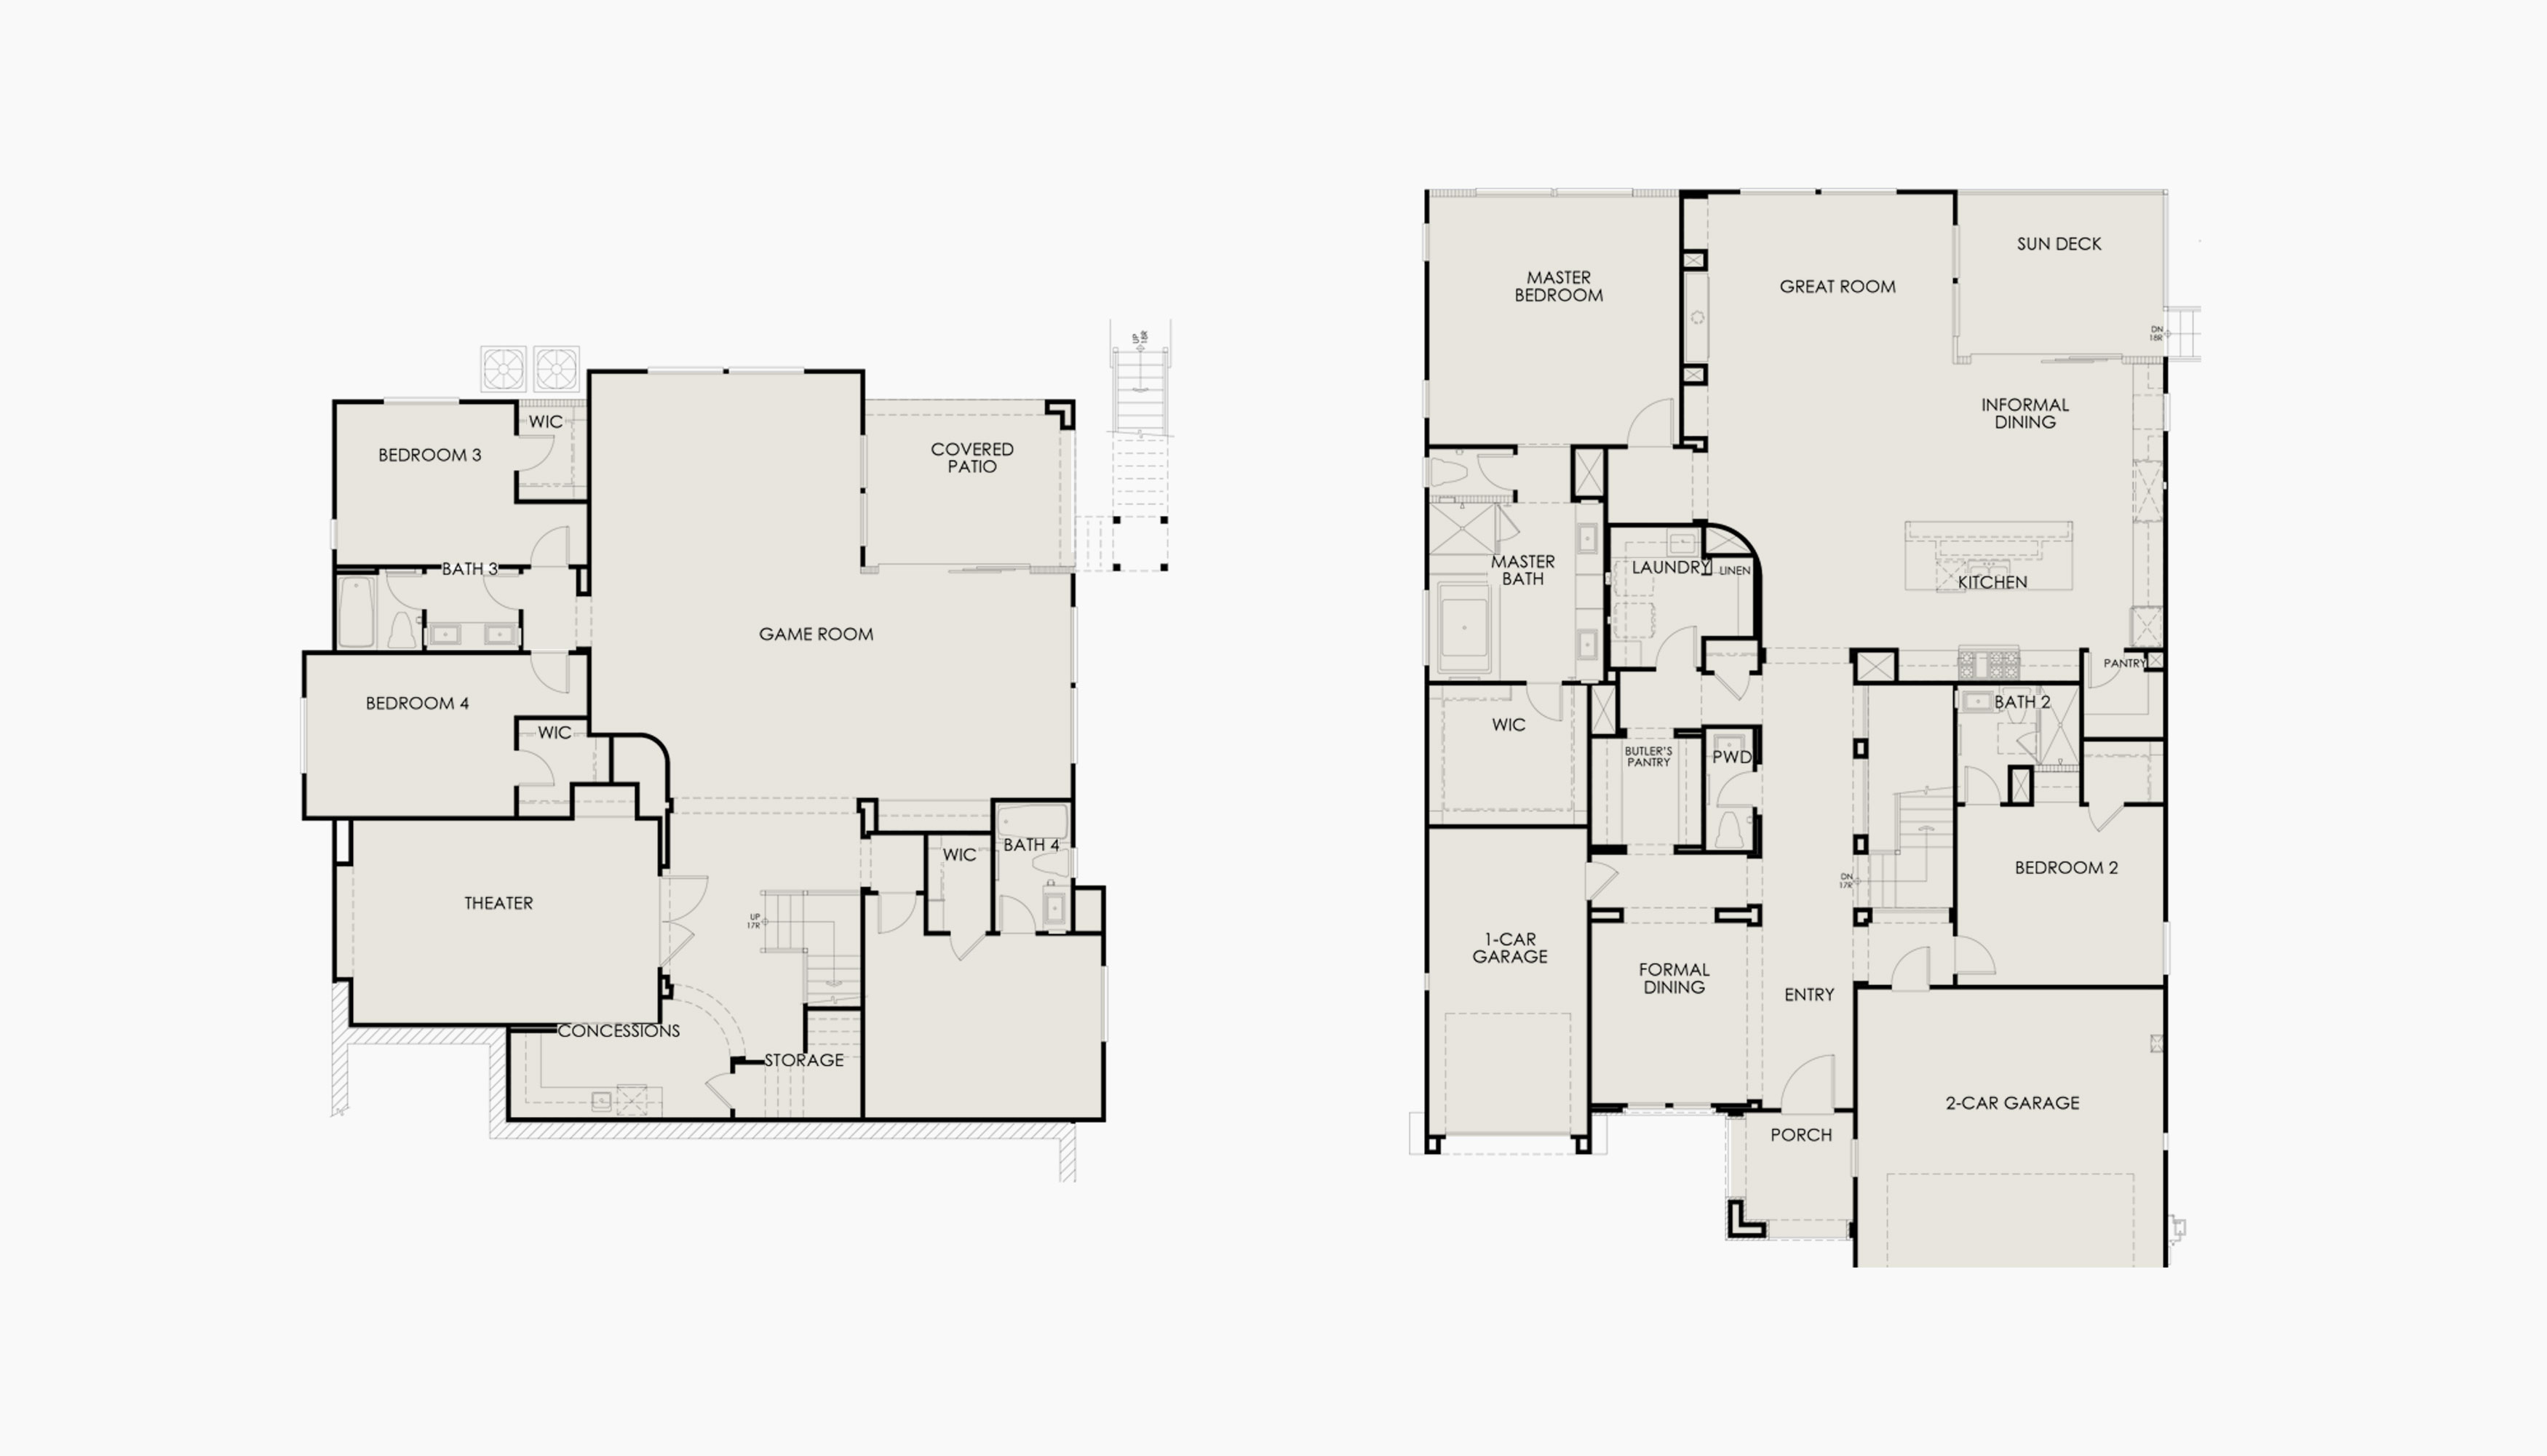 UP
18R
WIC
BEDROOM 3
COVERED
PATIO
BATH 3
GAME ROOM
BEDROOM 4
WIC
BATH 4
WIC
THEATER
UP
17R
CONCESSIONS
STORAGE
SUN DECK
MASTER
BEDROOM
GREAT ROOM
DN
18R
INFORMAL
DINING
MASTER
BATH
LAUNDRY
LINEN
KITCHEN
PANTRY
BATH 2
WIC
BUTLER'S
PANTRY
PWD
BEDROOM 2
DN
17R
1-CAR
GARAGE
FORMAL
DINING
ENTRY
2-CAR GARAGE
PORCH